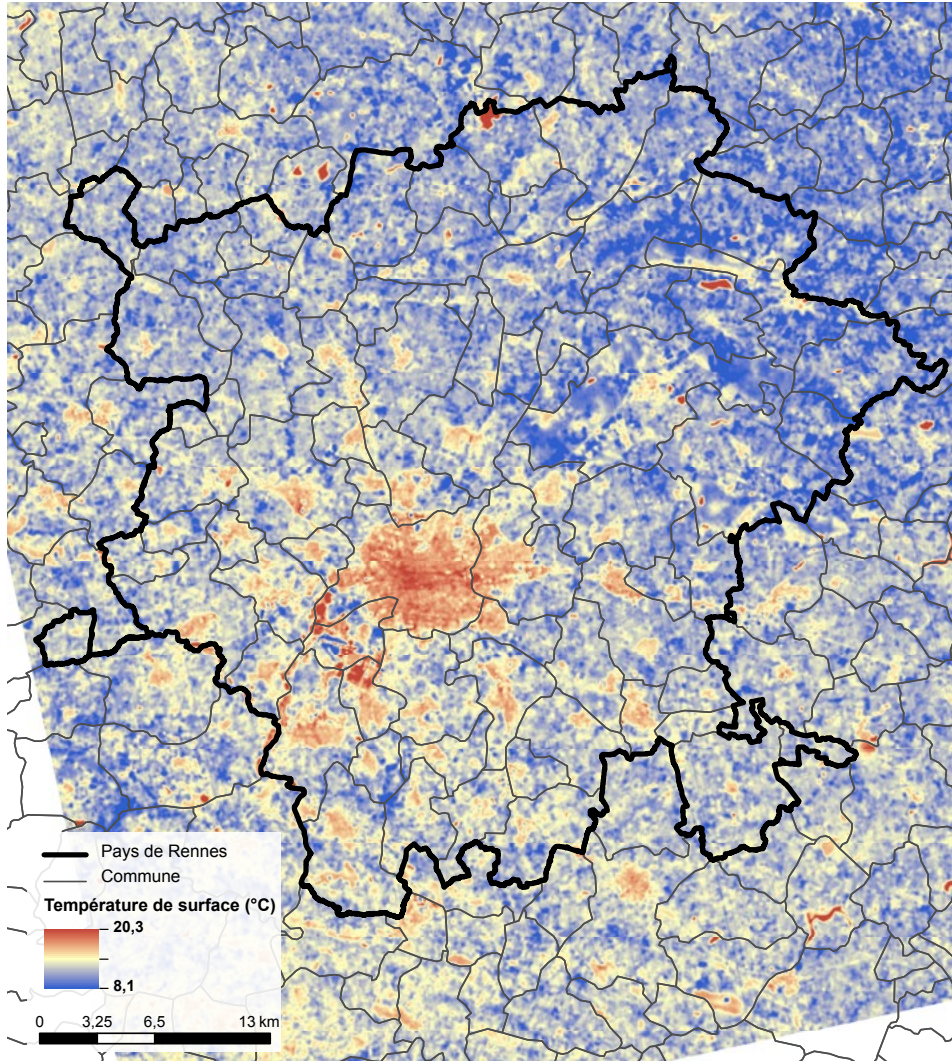 Pays de Rennes
Commune
Température de surface (°C)
20,3
8,1
0 3,25 6,5 13 km